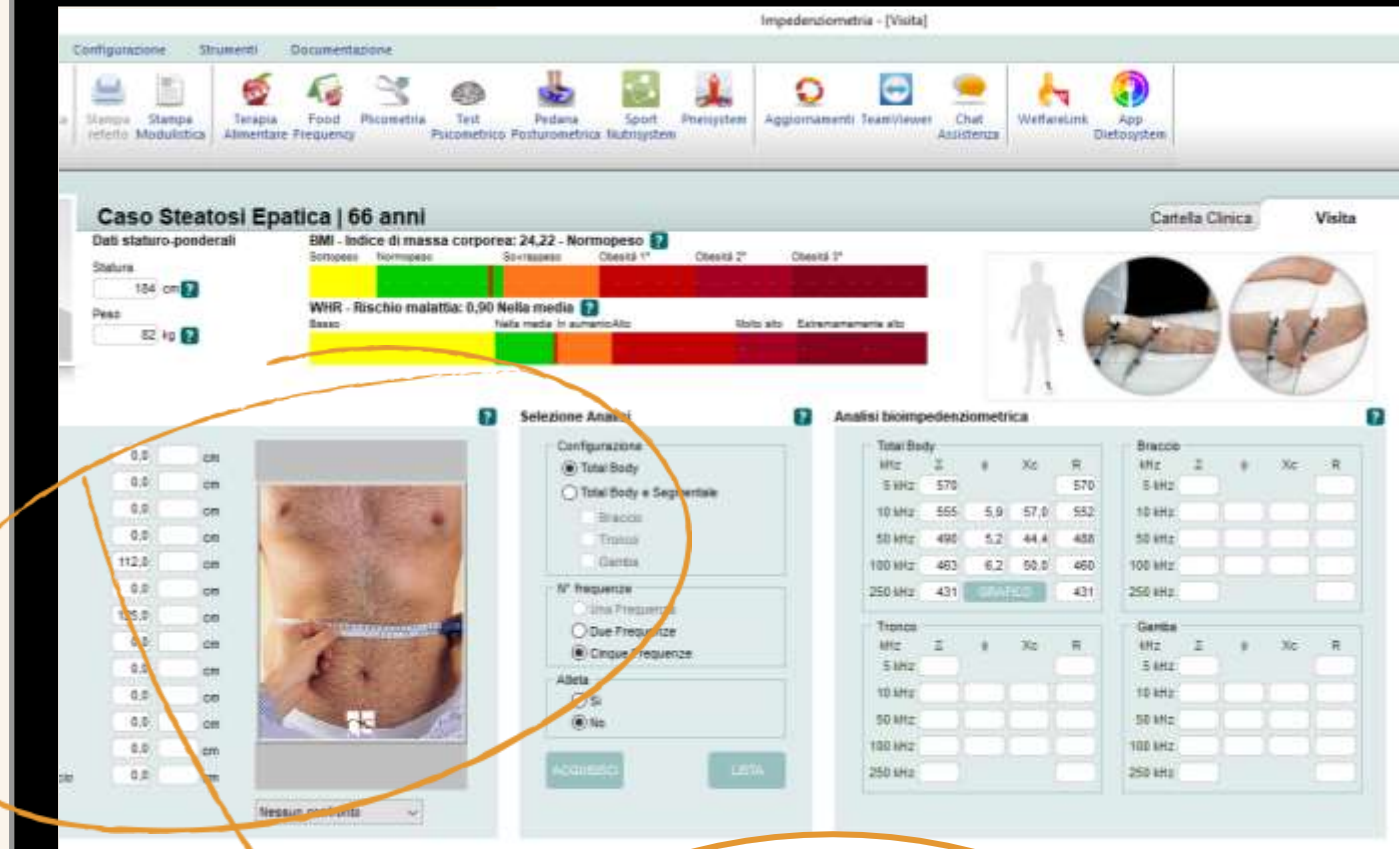 Impedenziometria - [Visita]
Configurazione Strumenti Documentazione
Stampa referto
Stampa Modulistica
Terapia Alimentare
Food Frequency
Plicometria
Test Psicometrico
Pedana Posturometrica
Sport Nutrisystem
Pneisystem
Aggiornamenti
TeamViewer
Chat Assistenza
WelfareLink
App Dietosystem
Caso Steatosi Epatica | 66 anni
Cartella Clinica
Visita
Dati staturo-ponderali
Statura
184 cm ?
Peso
82 kg ?
BMI - Indice di massa corporea: 24,22 - Normopeso ?
Sottopeso Normopeso Sovrappeso Obesità 1° Obesità 2° Obesità 3°
WHR - Rischio malattia: 0,90 Nella media ?
Basso Nella media In aumento Alto Molto alto Estremamemente alto
?
0,0 cm
0,0 cm
0,0 cm
0,0 cm
112,0 cm
0,0 cm
125,0 cm
0,0 cm
0,0 cm
0,0 cm
0,0 cm
0,0 cm
0,0 cm
Nessun confronto
Selezione Analisi ?
Configurazione
Total Body
Total Body e Segmentale
Braccio
Tronco
Gamba
N° frequenze
Una Frequenza
Due Frequenze
Cinque Frequenze
Atleta
Si
No
ACQUISISCI LISTA
Analisi bioimpedenziometrica ?
Total Body
kHz Z φ Xc R
5 kHz 570 570
10 kHz 555 5,9 57,0 552
50 kHz 490 5,2 44,4 488
100 kHz 463 6,2 50,0 460
250 kHz 431 GRAFICO 431
Braccio
kHz Z φ Xc R
5 kHz
10 kHz
50 kHz
100 kHz
250 kHz
Tronco
kHz Z φ Xc R
5 kHz
10 kHz
50 kHz
100 kHz
250 kHz
Gamba
kHz Z φ Xc R
5 kHz
10 kHz
50 kHz
100 kHz
250 kHz